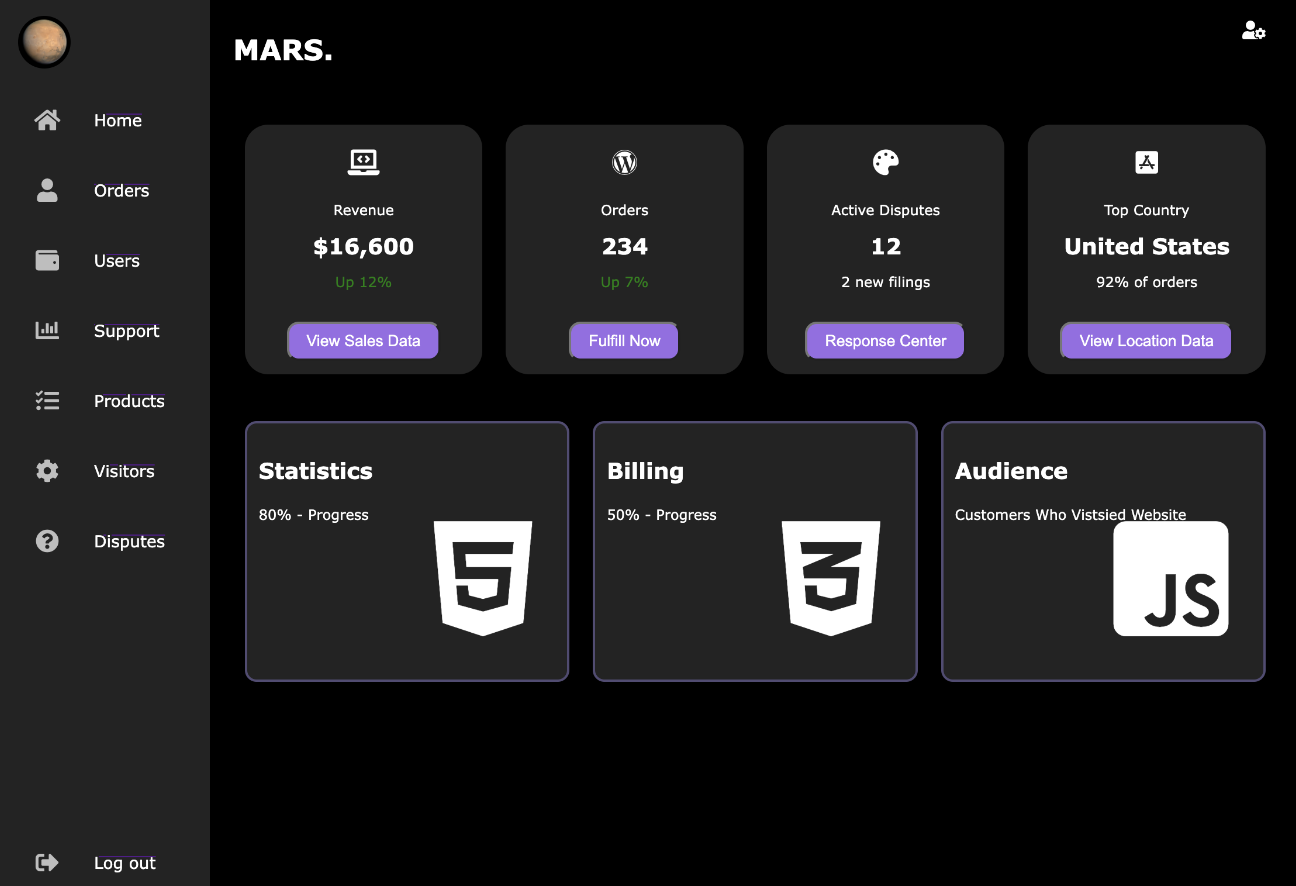 MARS.
Home
Orders
Users
Support
Products
Visitors
Disputes
Log out
Revenue
$16,600
Up 12%
View Sales Data
Orders
234
Up 7%
Fulfill Now
Active Disputes
12
2 new filings
Response Center
Top Country
United States
92% of orders
View Location Data
Statistics
80% - Progress
5
Billing
50% - Progress
3
Audience
Customers Who Vistsied Website
JS